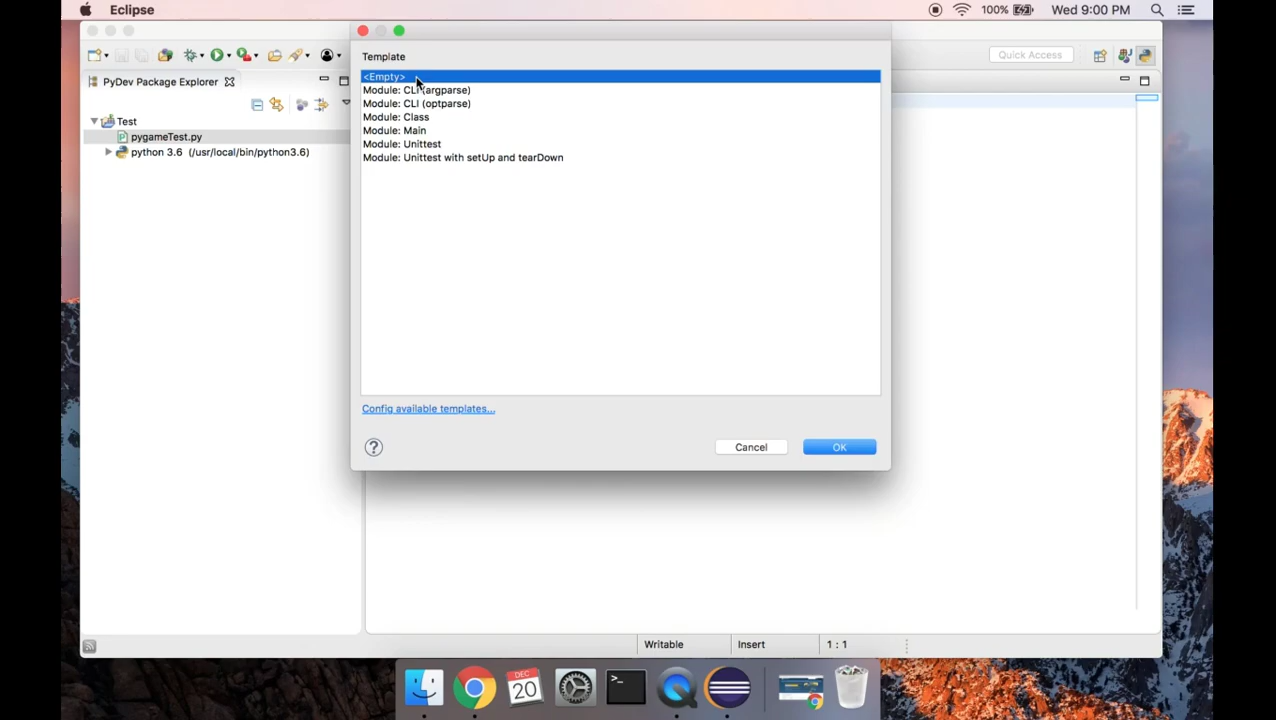 Eclipse
100%
Wed 9:00 PM
Quick Access
PyDev Package Explorer
Test
pygameTest.py
python 3.6 (/usr/local/bin/python3.6)
Template
<Empty>
Module: CLI (argparse)
Module: CLI (optparse)
Module: Class
Module: Main
Module: Unittest
Module: Unittest with setUp and tearDown
Config available templates...
?
Cancel
OK
Writable
Insert
1 : 1
DEC
20
>_